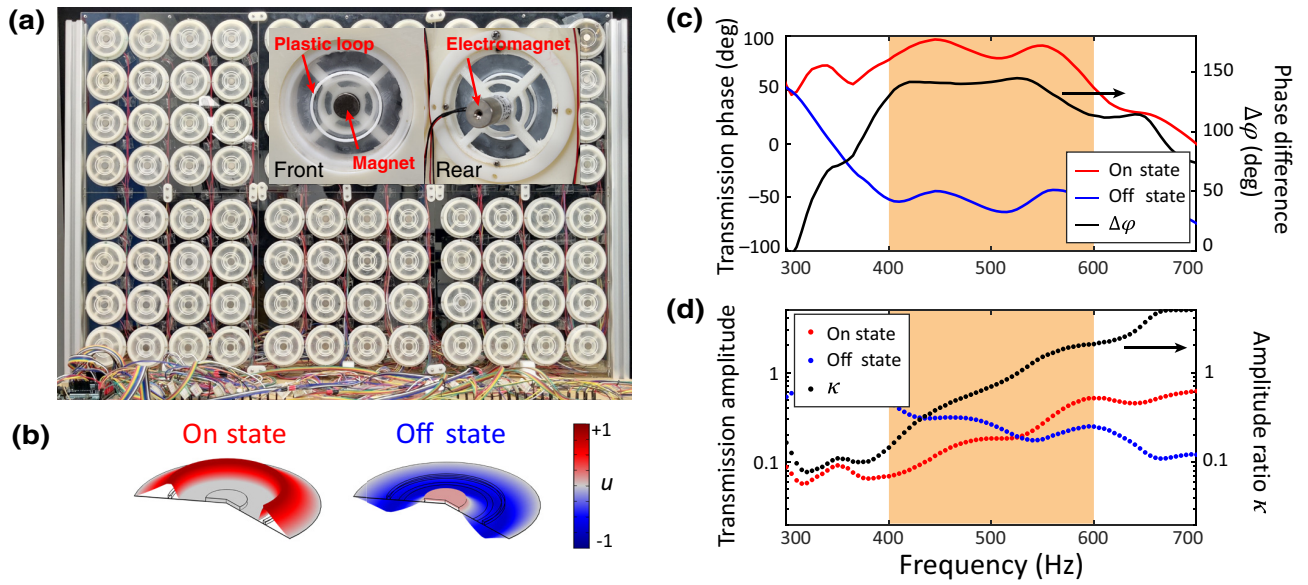 (a)
Plastic loop
Electromagnet
Magnet
Front
Rear
(b)
On state
Off state
+1
u
-1
(c)
Transmission phase (deg)
100
50
0
−50
−100
300
400
500
600
700
150
100
50
0
Phase difference
Δφ (deg)
On state
Off state
Δφ
(d)
Transmission amplitude
1
0.1
On state
Off state
κ
1
0.1
Amplitude ratio κ
300
400
500
600
700
Frequency (Hz)